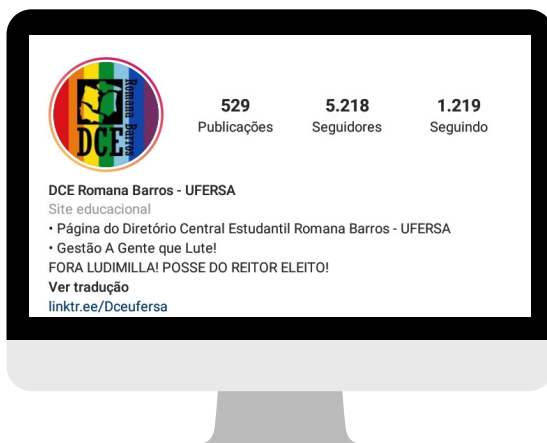 DCE
Romana Barros
529
5.218
1.219
Publicações
Seguidores
Seguindo
DCE Romana Barros - UFERSA
Site educacional
• Página do Diretório Central Estudantil Romana Barros - UFERSA
• Gestão A Gente que Lute!
FORA LUDIMILLA! POSSE DO REITOR ELEITO!
Ver tradução
linktr.ee/Dceufersa